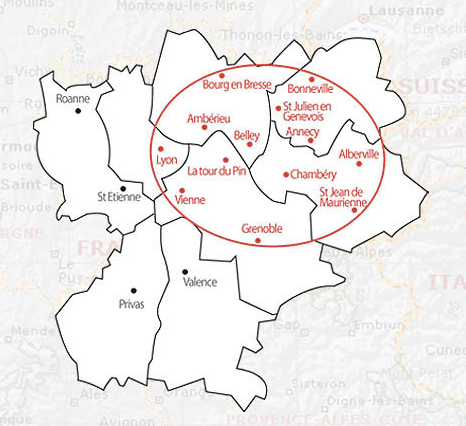 Montceau-les-Mines
Lausanne
Digoin
Thonon-les-Bains
Bourg en Bresse
Bonneville
Vichy
SUISS
Roanne
St Julien en
Genevois
Ambérieu
Annecy
Belley
Lyon
La tour du Pin
Alberville
Chambéry
Saint-E
St Etienne
Vienne
St Jean de
Maurienne
Brioude
Grenoble
RGNE
FRA
Le
Puy-
ITA
Valence
Privas
Mende
Gap
Embrun
Cuneo
Alès
Orange
Sisteron
Digne-les-Bains
Avignon
PROVENCE-ALPES-CÔTE